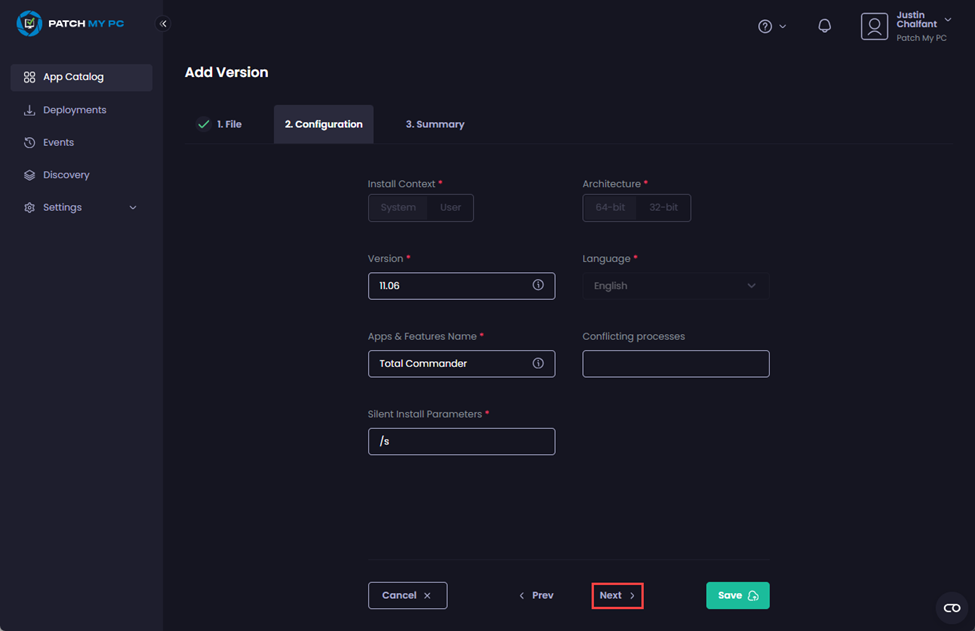 PATCH MY PC
Justin
Chalfant
Patch My PC
App Catalog
Deployments
Events
Discovery
Settings
Add Version
1. File
2. Configuration
3. Summary
Install Context *
Architecture *
System User
64-bit 32-bit
Version *
Language *
11.06
English
Apps & Features Name *
Conflicting processes
Total Commander
Silent Install Parameters *
/s
Cancel
Prev
Next
Save